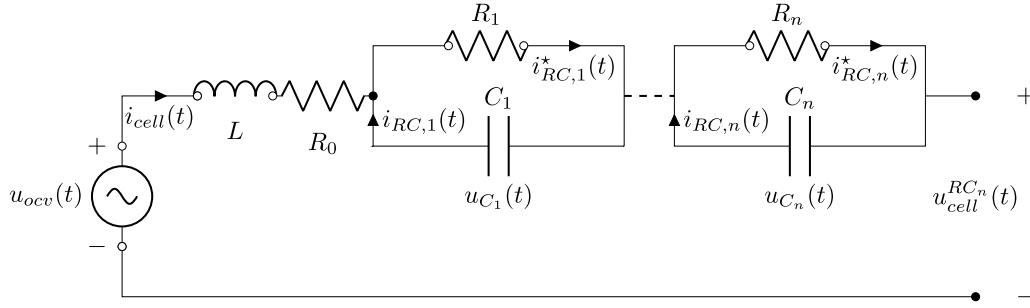 R_1
R_n
i^⋆_{RC,1}(t)
i^⋆_{RC,n}(t)
C_1
C_n
+
i_{cell}(t)
i_{RC,1}(t)
i_{RC,n}(t)
L
R_0
+
u_{ocv}(t)
u_{C_1}(t)
u_{C_n}(t)
u^{RC_n}_{cell}(t)
−
−